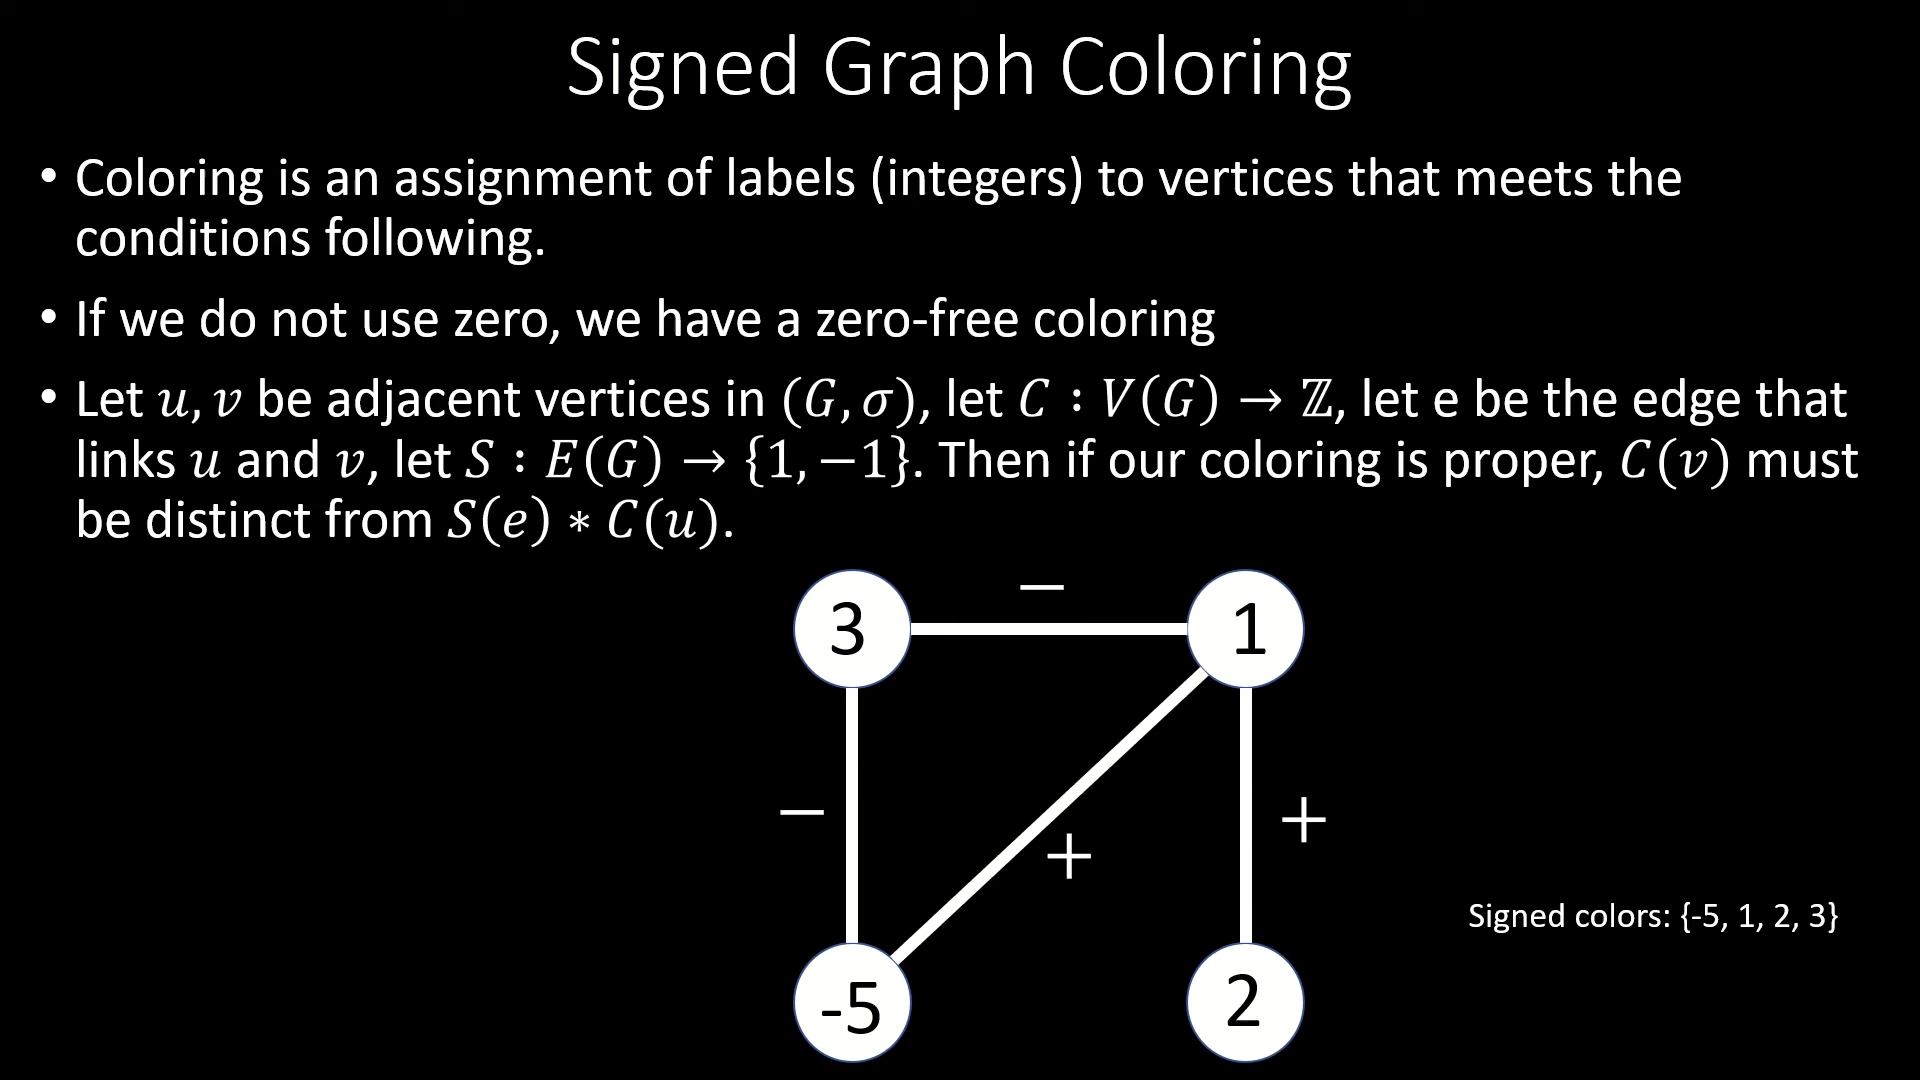 Signed Graph Coloring
• Coloring is an assignment of labels (integers) to vertices that meets the
conditions following.
• If we do not use zero, we have a zero-free coloring
• Let 𝑢, 𝑣 be adjacent vertices in (𝐺, 𝜎), let 𝐶 : 𝑉(𝐺) → ℤ, let e be the edge that
links 𝑢 and 𝑣, let 𝑆 : 𝐸(𝐺) → {1, −1}. Then if our coloring is proper, 𝐶(𝑣) must
be distinct from 𝑆(𝑒) ∗ 𝐶(𝑢).
−
3
1
−
+
+
Signed colors: {-5, 1, 2, 3}
-5
2